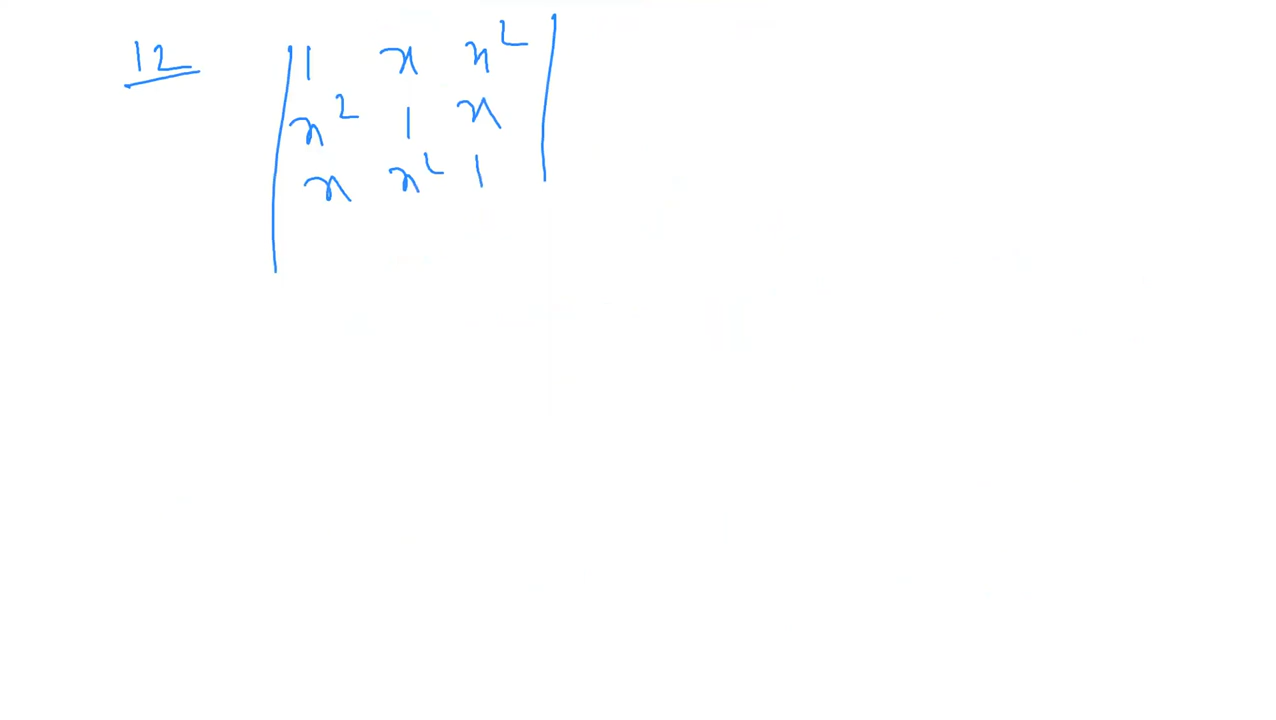 12 | 1 x x² |
x² 1 x
x x² 1